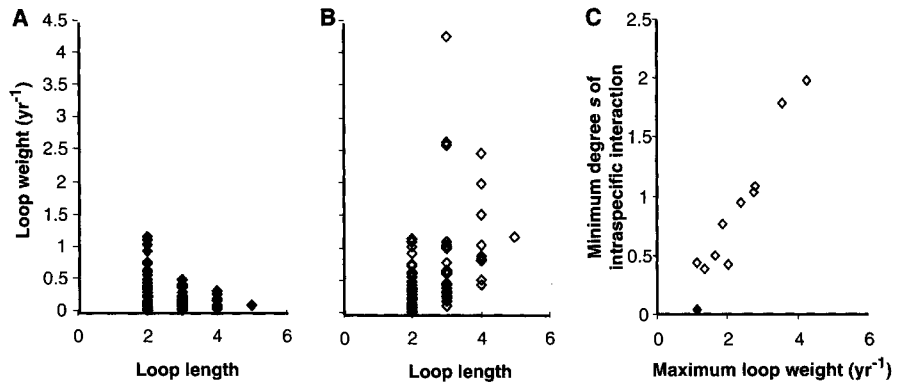 A
Loop weight (yr-1)
4.5
4
3.5
3
2.5
2
1.5
1
0.5
0
0 2 4 6
Loop length
B
0 2 4 6
Loop length
C
Minimum degree s of
intraspecific interaction
2.5
2
1.5
1
0.5
0
0 2 4 6
Maximum loop weight (yr-1)